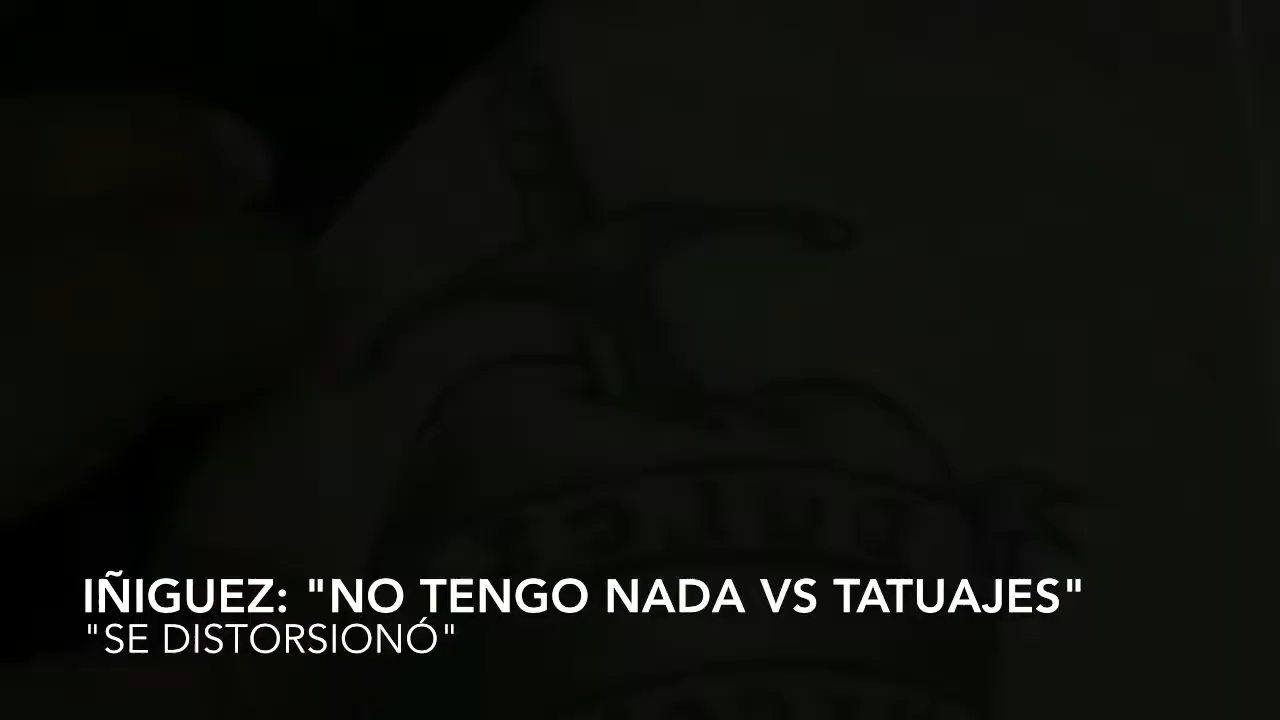 IÑIGUEZ: "NO TENGO NADA VS TATUAJES"
"SE DISTORSIONÓ"